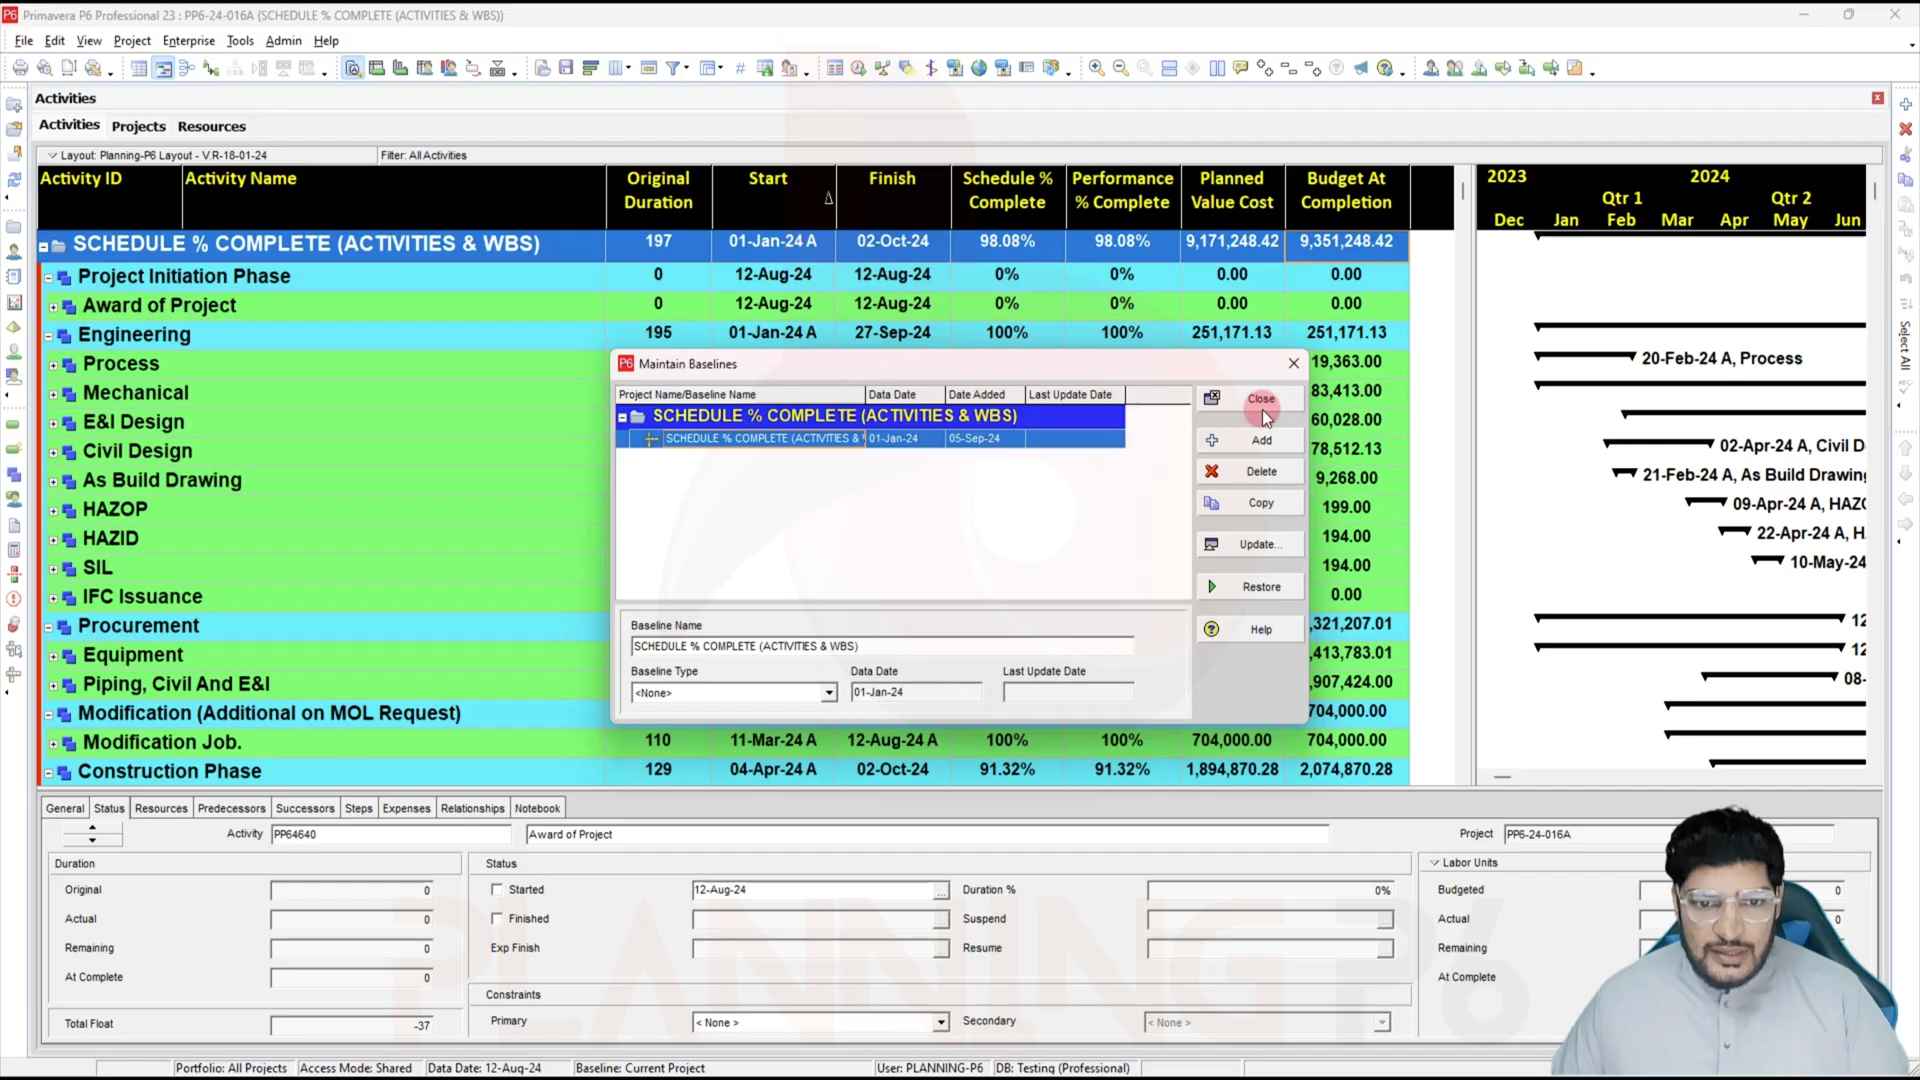 Primavera P6 Professional 23 : PP6-24-016A (SCHEDULE % COMPLETE (ACTIVITIES & WBS))
File Edit View Project Enterprise Tools Admin Help
Activities
Activities Projects Resources
Layout: Planning-P6 Layout - V.R-18-01-24 Filter: All Activities
Activity ID Activity Name Original Duration Start Finish Schedule % Complete Performance % Complete Planned Value Cost Budget At Completion
2023 2024
Qtr 1 Qtr 2
Dec Jan Feb Mar Apr May Jun
SCHEDULE % COMPLETE (ACTIVITIES & WBS) 197 01-Jan-24 A 02-Oct-24 98.08% 98.08% 9,171,248.42 9,351,248.42
Project Initiation Phase 0 12-Aug-24 12-Aug-24 0% 0% 0.00 0.00
Award of Project 0 12-Aug-24 12-Aug-24 0% 0% 0.00 0.00
Engineering 195 01-Jan-24 A 27-Sep-24 100% 100% 251,171.13 251,171.13
Process 19,363.00 20-Feb-24 A, Process
Mechanical 83,413.00
E&I Design 60,028.00
Civil Design 78,512.13 02-Apr-24 A, Civil D
As Build Drawing 9,268.00 21-Feb-24 A, As Build Drawing
HAZOP 199.00 09-Apr-24 A, HAZO
HAZID 194.00 22-Apr-24 A, H
SIL 194.00 10-May-24
IFC Issuance 0.00
Procurement ,321,207.01 12
Equipment ,413,783.01 12
Piping, Civil And E&I ,907,424.00 08-
Modification (Additional on MOL Request) 704,000.00
Modification Job. 110 11-Mar-24 A 12-Aug-24 A 100% 100% 704,000.00 704,000.00
Construction Phase 129 04-Apr-24 A 02-Oct-24 91.32% 91.32% 1,894,870.28 2,074,870.28
Maintain Baselines
Project Name/Baseline Name Data Date Date Added Last Update Date
SCHEDULE % COMPLETE (ACTIVITIES & WBS)
SCHEDULE % COMPLETE (ACTIVITIES & 01-Jan-24 05-Sep-24
Close
Add
Delete
Copy
Update...
Restore
Help
Baseline Name
SCHEDULE % COMPLETE (ACTIVITIES & WBS)
Baseline Type Data Date Last Update Date
<None> 01-Jan-24
Select All
General Status Resources Predecessors Successors Steps Expenses Relationships Notebook
Activity PP64640 Award of Project Project PP6-24-016A
Duration Status Labor Units
Original 0 Started 12-Aug-24 Duration % 0% Budgeted 0
Actual 0 Finished Suspend Actual 0
Remaining 0 Exp Finish Resume Remaining
At Complete 0 At Complete
Constraints
Total Float -37 Primary < None > Secondary < None >
PLANNING P6
Portfolio: All Projects Access Mode: Shared Data Date: 12-Aug-24 Baseline: Current Project User: PLANNING-P6 DB: Testing (Professional)